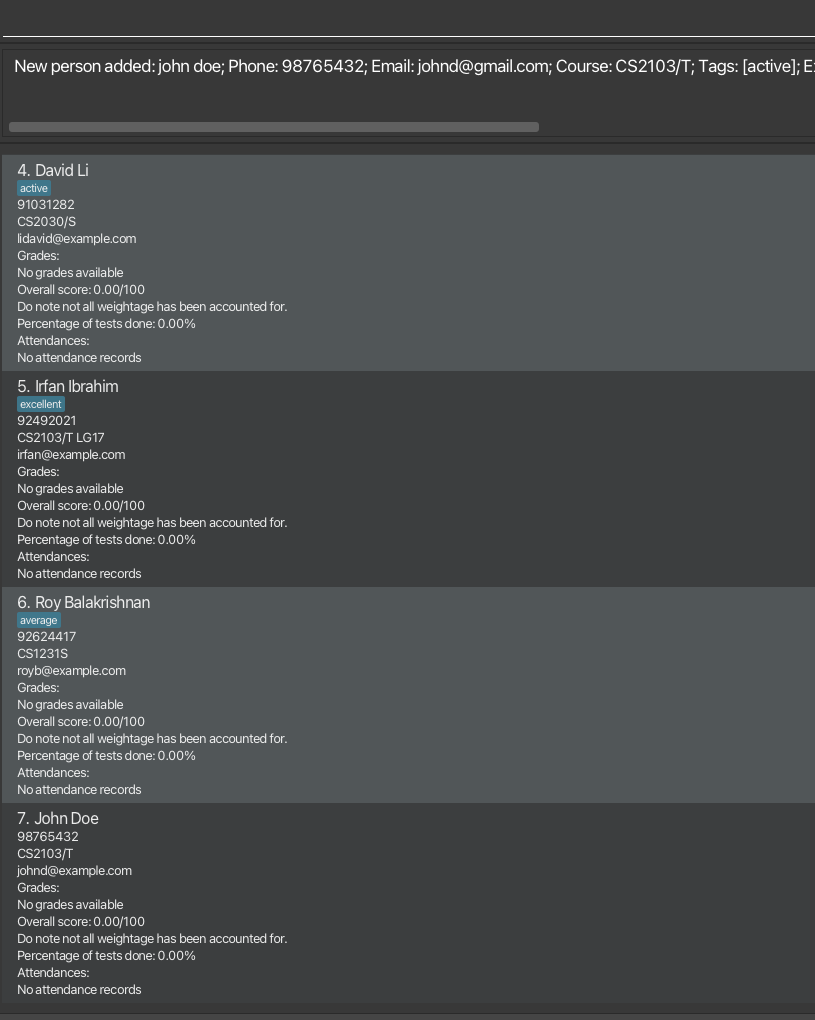 New person added: john doe; Phone: 98765432; Email: johnd@gmail.com; Course: CS2103/T; Tags: [active];
4. David Li
active
91031282
CS2030/S
lidavid@example.com
Grades:
No grades available
Overall score: 0.00/100
Do note not all weightage has been accounted for.
Percentage of tests done: 0.00%
Attendances:
No attendance records
5. Irfan Ibrahim
excellent
92492021
CS2103/T LG17
irfan@example.com
Grades:
No grades available
Overall score: 0.00/100
Do note not all weightage has been accounted for.
Percentage of tests done: 0.00%
Attendances:
No attendance records
6. Roy Balakrishnan
average
92624417
CS1231S
royb@example.com
Grades:
No grades available
Overall score: 0.00/100
Do note not all weightage has been accounted for.
Percentage of tests done: 0.00%
Attendances:
No attendance records
7. John Doe
98765432
CS2103/T
johnd@example.com
Grades:
No grades available
Overall score: 0.00/100
Do note not all weightage has been accounted for.
Percentage of tests done: 0.00%
Attendances:
No attendance records